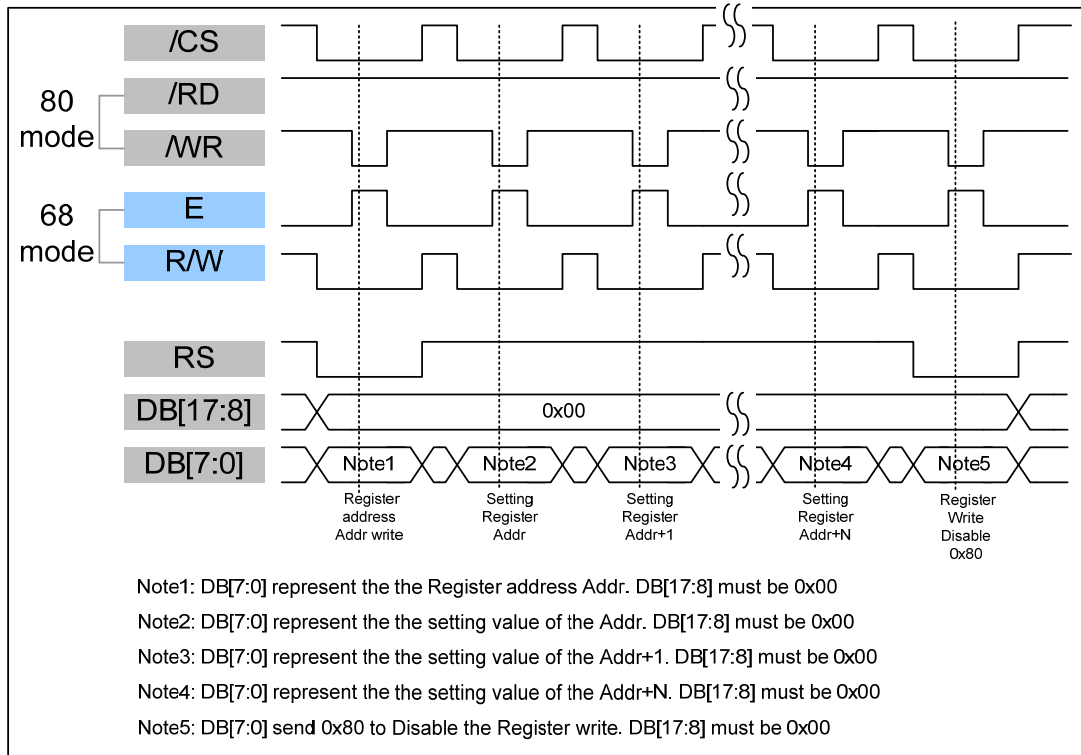 /CS
/RD
80
mode
/WR
E
68
mode
R/W
RS
DB[17:8]
0x00
DB[7:0]
Note1
Note2
Note3
Note4
Note5
Register
address
Addr write
Setting
Register
Addr
Setting
Register
Addr+1
Setting
Register
Addr+N
Register
Write
Disable
0x80
Note1: DB[7:0] represent the the Register address Addr. DB[17:8] must be 0x00
Note2: DB[7:0] represent the the setting value of the Addr. DB[17:8] must be 0x00
Note3: DB[7:0] represent the the setting value of the Addr+1. DB[17:8] must be 0x00
Note4: DB[7:0] represent the the setting value of the Addr+N. DB[17:8] must be 0x00
Note5: DB[7:0] send 0x80 to Disable the Register write. DB[17:8] must be 0x00